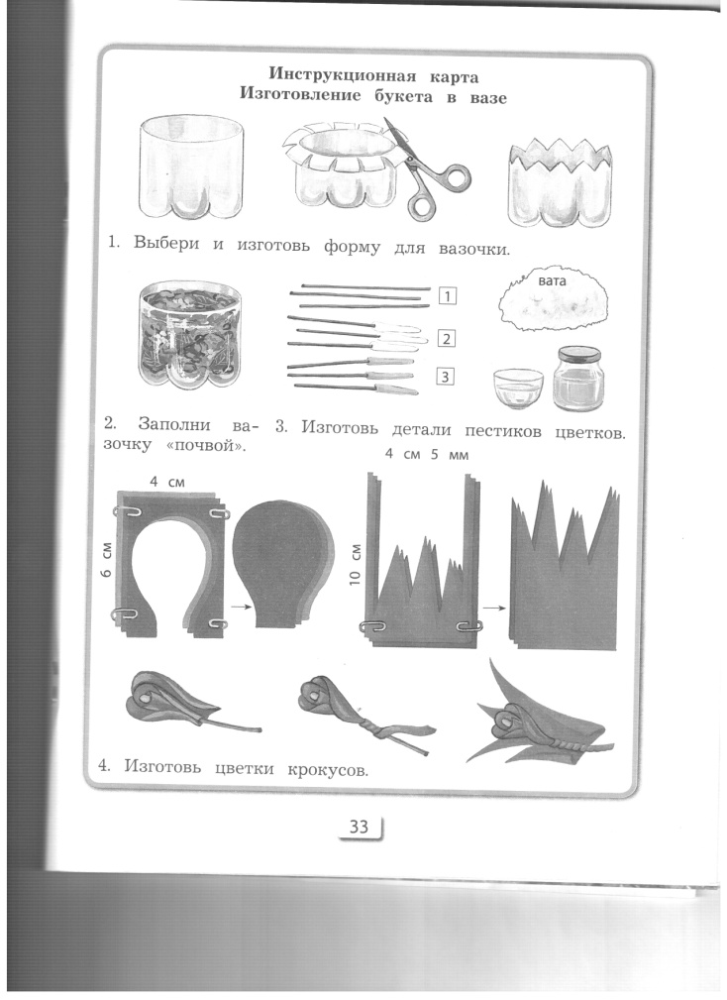 Инструкционная карта
Изготовление букета в вазе
1. Выбери и изготовь форму для вазочки.
вата
1
2
3
2. Заполни ва-
зочку «почвой».
3. Изготовь детали пестиков цветков.
4 см
6 см
4 см 5 мм
10 см
4. Изготовь цветки крокусов.
33